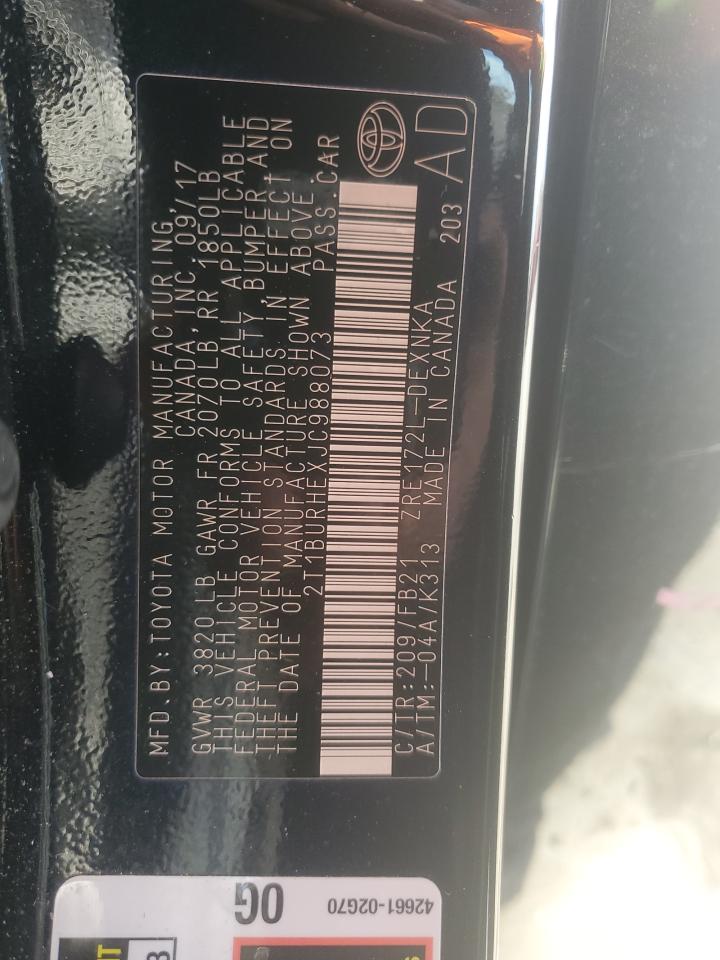 MFD.BY:TOYOTA MOTOR MANUFACTURING,
CANADA, INC. 09/17
GVWR 3820LB GAWR FR 2070LB, RR 1850LB
THIS VEHICLE CONFORMS TO ALL APPLICABLE
FEDERAL MOTOR VEHICLE SAFETY, BUMPER AND
THEFT PREVENTION STANDARDS IN EFFECT ON
THE DATE OF MANUFACTURE SHOWN ABOVE.
2T1BURHEXJC988073 PASS.CAR
C/TR:209/FB21 ZRE172L-DEXNKA 203
A/TM:-04A/K313 MADE IN CANADA AD
0G
42661-02G70